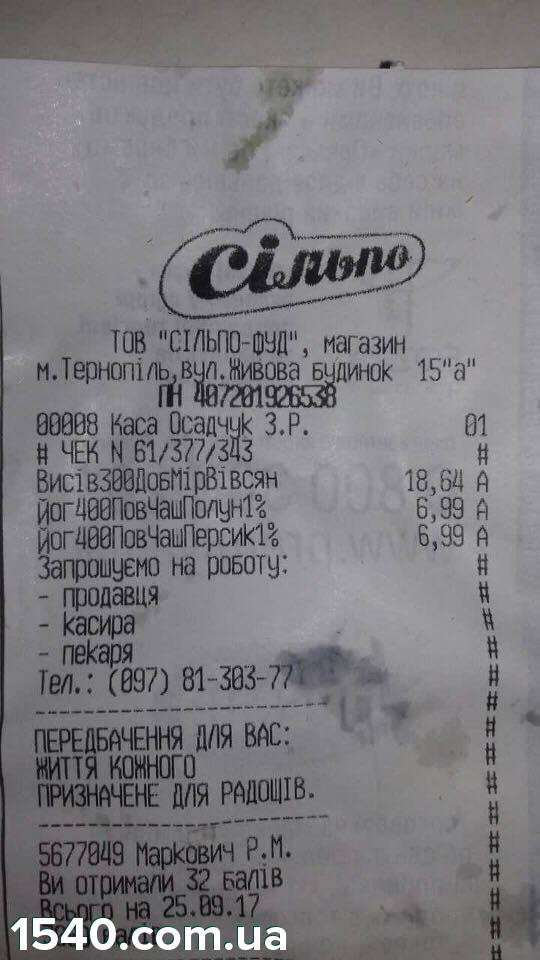 Сільпо
ТОВ "СІЛЬПО-ФУД", магазин
м.Тернопіль,вул.Живова будинок 15"а"
ПН 407201926538
00008 Каса Осадчук З.Р. 01
# ЧЕК N 61/377/343 #
Висів300ДобМірВівсян 18,64 А
йог400ПовЧашПолун1% 6,99 А
йог400ПовЧашПерсик1% 6,99 А
Запрошуємо на роботу: #
- продавця #
- касира #
- пекаря #
Тел.: (097) 81-303-77 #
ПЕРЕДБАЧЕННЯ ДЛЯ ВАС: #
ЖИТТЯ КОЖНОГО #
ПРИЗНАЧЕНЕ ДЛЯ РАДОЩІВ. #
5677049 Маркович Р.М. #
Ви отримали 32 балів #
Всього на 25.09.17 #
1540.com.ua